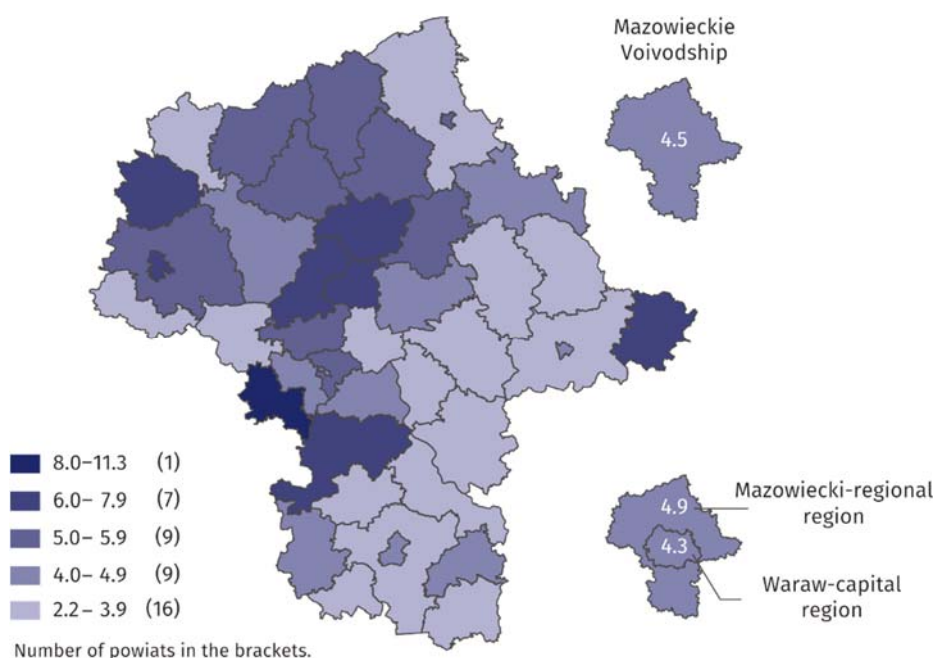 Mazowieckie
Voivodship
4.5
8.0–11.3 (1)
6.0– 7.9 (7)
5.0– 5.9 (9)
4.0– 4.9 (9)
2.2– 3.9 (16)
Number of powiats in the brackets.
4.9
Mazowiecki-regional
region
4.3
Waraw-capital
region